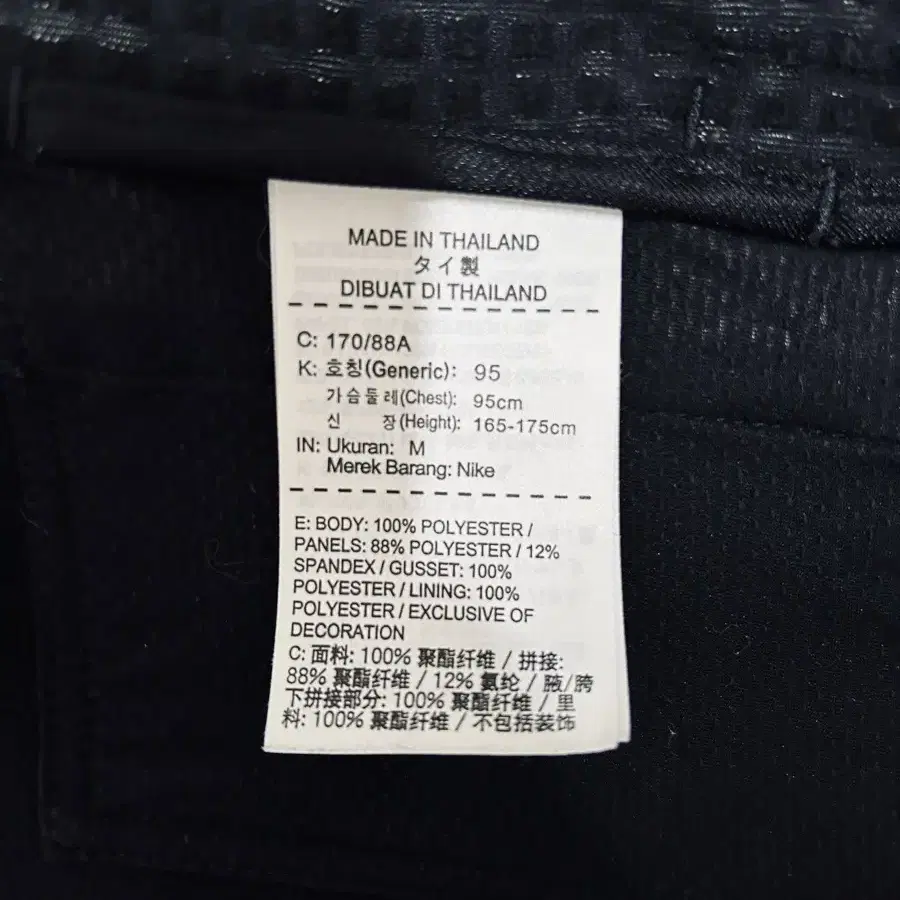 MADE IN THAILAND
タイ製
DIBUAT DI THAILAND
C: 170/88A
K: 호칭(Generic): 95
가슴둘레(Chest): 95cm
신 장(Height): 165-175cm
IN: Ukuran: M
Merek Barang: Nike
E: BODY: 100% POLYESTER /
PANELS: 88% POLYESTER / 12%
SPANDEX / GUSSET: 100%
POLYESTER / LINING: 100%
POLYESTER / EXCLUSIVE OF
DECORATION
C: 面料: 100% 聚酯纤维 / 拼接:
88% 聚酯纤维 / 12% 氨纶 / 腋/胯
下拼接部分: 100% 聚酯纤维 / 里
料: 100% 聚酯纤维 / 不包括装饰